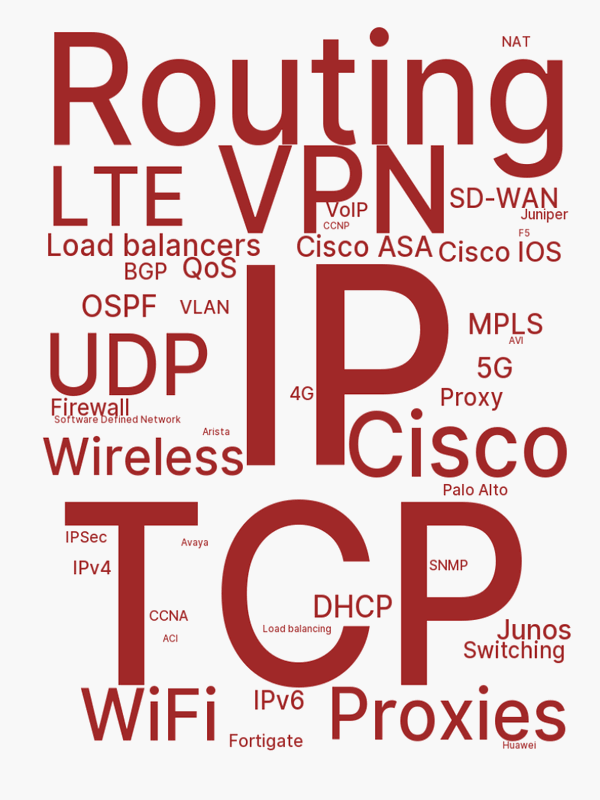 NAT
Routing
LTE
VPN
SD-WAN
VoIP
Juniper
CCNP
F5
Load balancers
Cisco ASA
Cisco IOS
BGP
QoS
OSPF
VLAN
IP
MPLS
AVI
UDP
5G
4G
Proxy
Firewall
Software Defined Network
Arista
Cisco
Wireless
Palo Alto
TCP
IPSec
Avaya
IPv4
SNMP
DHCP
CCNA
Load balancing
ACI
Junos
Switching
WiFi
IPv6
Proxies
Fortigate
Huawei